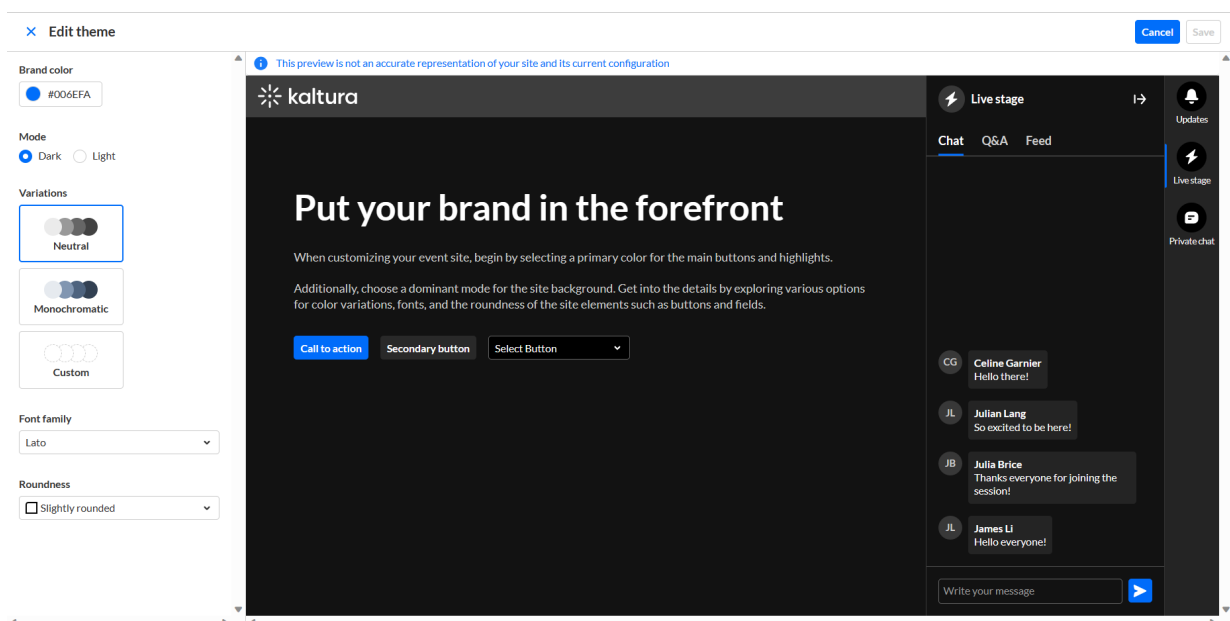 Edit theme
Cancel
Save
Brand color
#006EFA
Mode
Dark
Light
Variations
Neutral
Monochromatic
Custom
Font family
Lato
Roundness
Slightly rounded
This preview is not an accurate representation of your site and its current configuration
kaltura
Put your brand in the forefront
When customizing your event site, begin by selecting a primary color for the main buttons and highlights.
Additionally, choose a dominant mode for the site background. Get into the details by exploring various options
for color variations, fonts, and the roundness of the site elements such as buttons and fields.
Call to action
Secondary button
Select Button
Live stage
Chat
Q&A
Feed
CG
Celine Garnier
Hello there!
JL
Julian Lang
So excited to be here!
JB
Julia Brice
Thanks everyone for joining the
session!
JL
James Li
Hello everyone!
Write your message
Updates
Live stage
Private chat